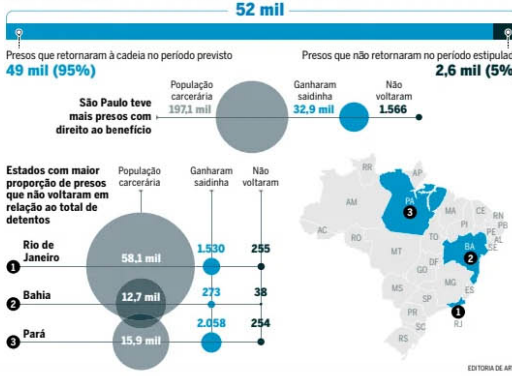 52 mil
Presos que retornaram à cadeia no período previsto
49 mil (95%)
Presos que não retornaram no período
2,6 mil (5%
São Paulo teve
mais presos com
direito ao benefício
População
carcerária
197,1 mil
Ganharam
saidinha
32,9 mil
Não
voltaram
1.566
Estados com maior
proporção de presos
que não voltaram em
relação ao total de
detentos
População
carcerária
Ganharam
saidinha
Não
voltaram
1
Rio de
Janeiro
58,1 mil
1.530
255
2
Bahia
12,7 mil
273
38
3
Pará
15,9 mil
2.058
254
RR
AP
AM
PA
3
MA
CE
RN
PB
PI
PE
AL
SE
AC
RO
TO
BA
2
MT
DF
GO
MG
ES
MS
SP
1
RJ
PR
SC
RS
EDITORIA DE